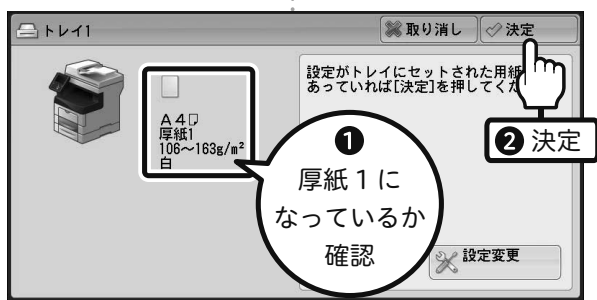 トレイ1
取り消し
決定
設定がトレイにセットされた用紙
あっていれば[決定]を押してくだ
A4
厚紙1
106～163g/m²
白
❶
厚紙1に
なっているか
確認
❷ 決定
設定変更